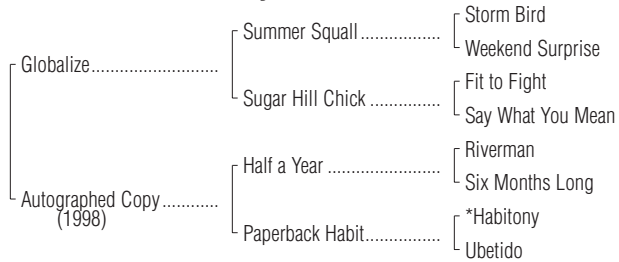 Storm Bird
Summer Squall.................
Weekend Surprise
Globalize...........................
Fit to Fight
Sugar Hill Chick ...............
Say What You Mean
Riverman
Half a Year ........................
Six Months Long
Autographed Copy............
(1998)
*Habitony
Paperback Habit................
Ubetido